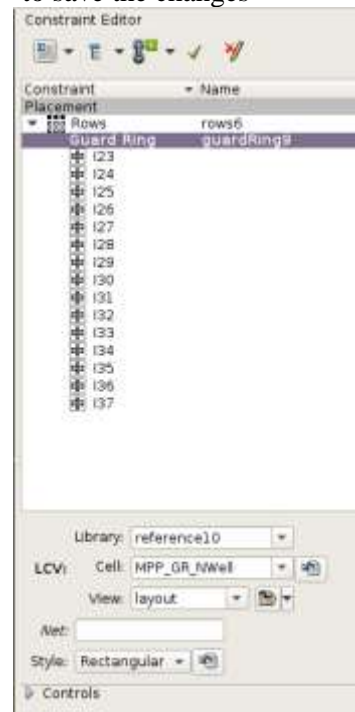 to save the changes
Constraint Editor
Constraint Name
Placement
Rows rows6
Guard Ring guardRing9
I23
I24
I25
I26
I27
I28
I29
I30
I31
I32
I33
I34
I35
I36
I37
Library: reference10
LCV: Cell: MPP_GR_NWell
View: layout
Net:
Style: Rectangular
Controls